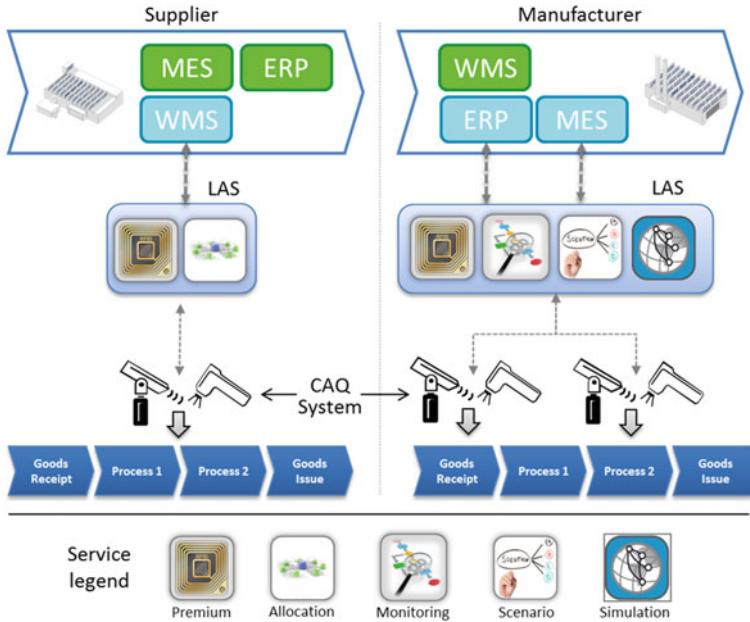 Supplier
Manufacturer
MES
ERP
WMS
WMS
ERP
MES
LAS
LAS
CAQ
System
Goods
Receipt
Process 1
Process 2
Goods
Issue
Goods
Receipt
Process 1
Process 2
Goods
Issue
Service
legend
Premium
Allocation
Monitoring
Scenario
Simulation